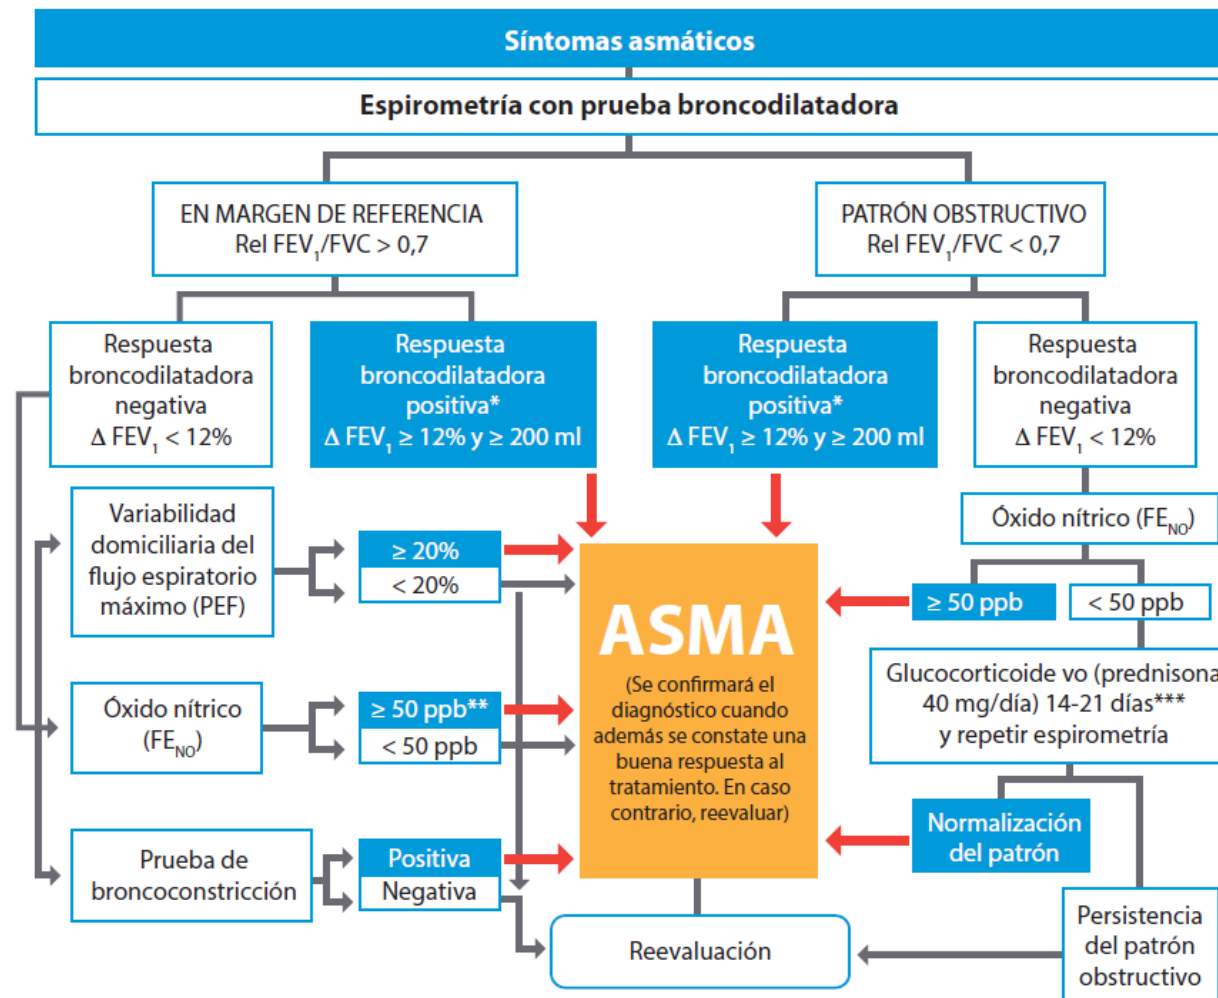 Síntomas asmáticos
Espirometría con prueba broncodilatadora
EN MARGEN DE REFERENCIA
Rel FEV₁/FVC > 0,7
PATRÓN OBSTRUCTIVO
Rel FEV₁/FVC < 0,7
Respuesta
broncodilatadora
negativa
Δ FEV₁ < 12%
Respuesta
broncodilatadora
positiva*
Δ FEV₁ ≥ 12% y ≥ 200 ml
Respuesta
broncodilatadora
positiva*
Δ FEV₁ ≥ 12% y ≥ 200 ml
Respuesta
broncodilatadora
negativa
Δ FEV₁ < 12%
Variabilidad
domiciliaria del
flujo espiratorio
máximo (PEF)
≥ 20%
< 20%
Óxido nítrico
(FENO)
≥ 50 ppb**
< 50 ppb
Prueba de
broncoconstricción
Positiva
Negativa
ASMA
(Se confirmará el
diagnóstico cuando
además se constate una
buena respuesta al
tratamiento. En caso
contrario, reevaluar)
Óxido nítrico (FENO)
≥ 50 ppb
< 50 ppb
Glucocorticoide vo (prednisona
40 mg/día) 14-21 días***
y repetir espirometría
Normalización
del patrón
Persistencia
del patrón
obstructivo
Reevaluación